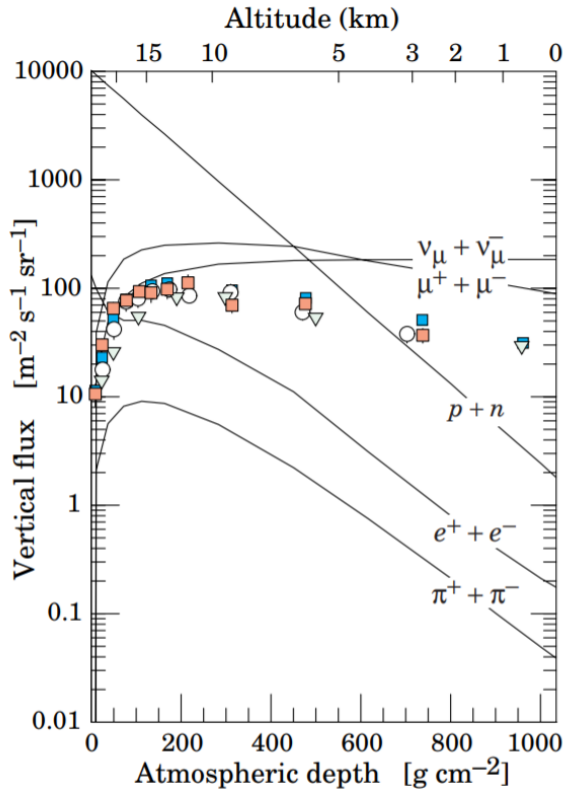 Altitude (km)
15 10 5 3 2 1 0
10000
1000
100
10
1
0.1
0.01
Vertical flux [m⁻² s⁻¹ sr⁻¹]
νμ + ν̄μ
μ⁺ + μ⁻
p + n
e⁺ + e⁻
π⁺ + π⁻
0 200 400 600 800 1000
Atmospheric depth [g cm⁻²]